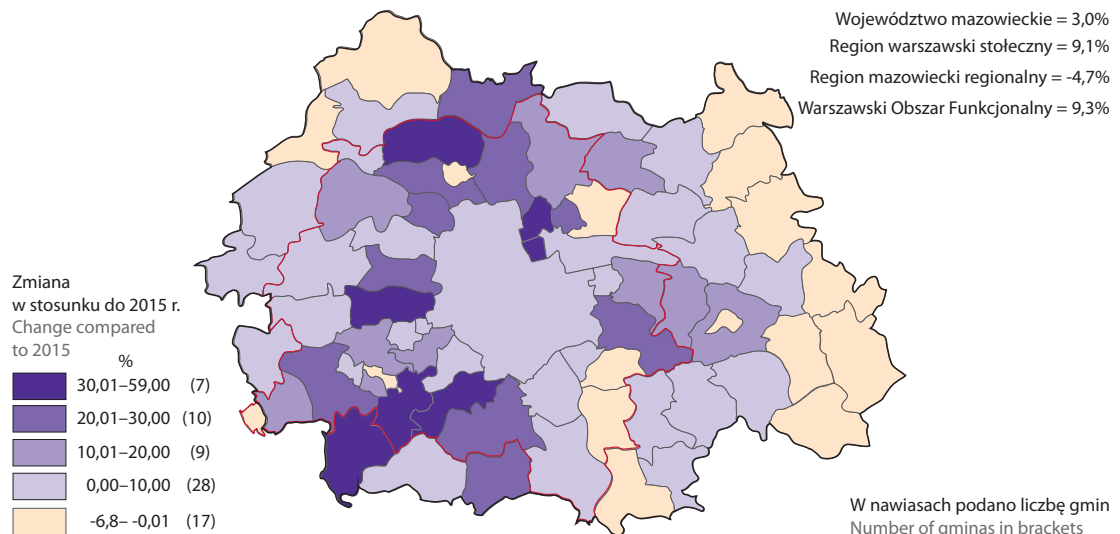 Województwo mazowieckie = 3,0%
Region warszawski stołeczny = 9,1%
Region mazowiecki regionalny = -4,7%
Warszawski Obszar Funkcjonalny = 9,3%
Zmiana
w stosunku do 2015 r.
Change compared
to 2015
%
30,01–59,00 (7)
20,01–30,00 (10)
10,01–20,00 (9)
0,00–10,00 (28)
-6,8– -0,01 (17)
W nawiasach podano liczbę gmin
Number of gminas in brackets